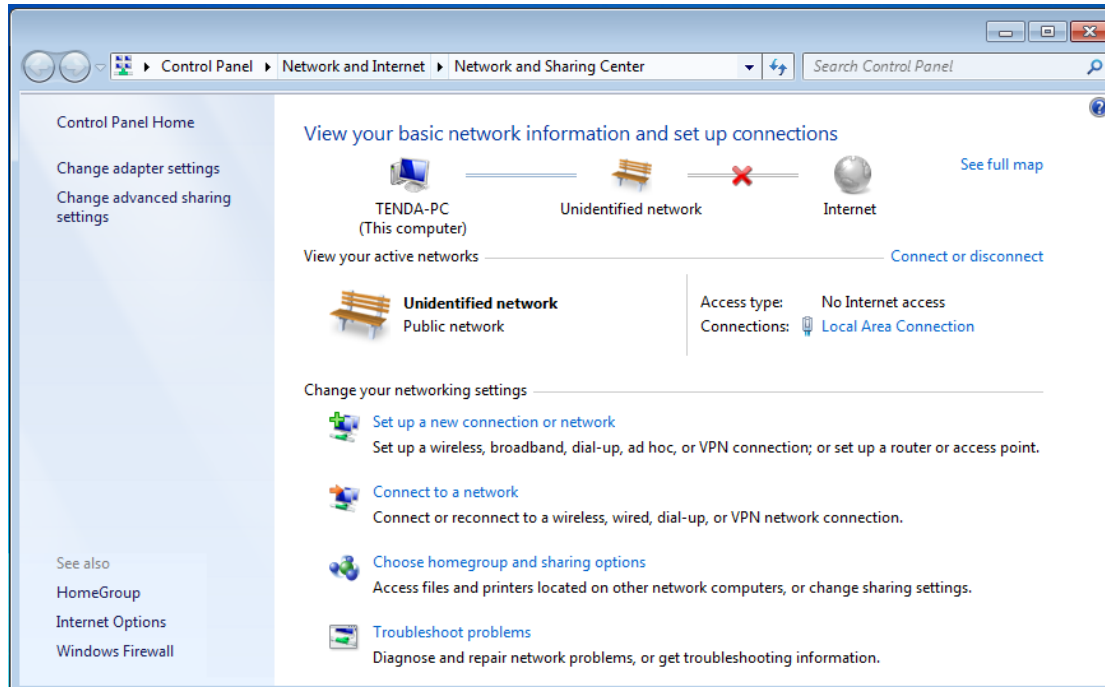 Control Panel Network and Internet Network and Sharing Center Search Control Panel
Control Panel Home
Change adapter settings
Change advanced sharing
settings
See also
HomeGroup
Internet Options
Windows Firewall
View your basic network information and set up connections
See full map
TENDA-PC Unidentified network Internet
(This computer)
View your active networks Connect or disconnect
Unidentified network Access type: No Internet access
Public network Connections: Local Area Connection
Change your networking settings
Set up a new connection or network
Set up a wireless, broadband, dial-up, ad hoc, or VPN connection; or set up a router or access point.
Connect to a network
Connect or reconnect to a wireless, wired, dial-up, or VPN network connection.
Choose homegroup and sharing options
Access files and printers located on other network computers, or change sharing settings.
Troubleshoot problems
Diagnose and repair network problems, or get troubleshooting information.